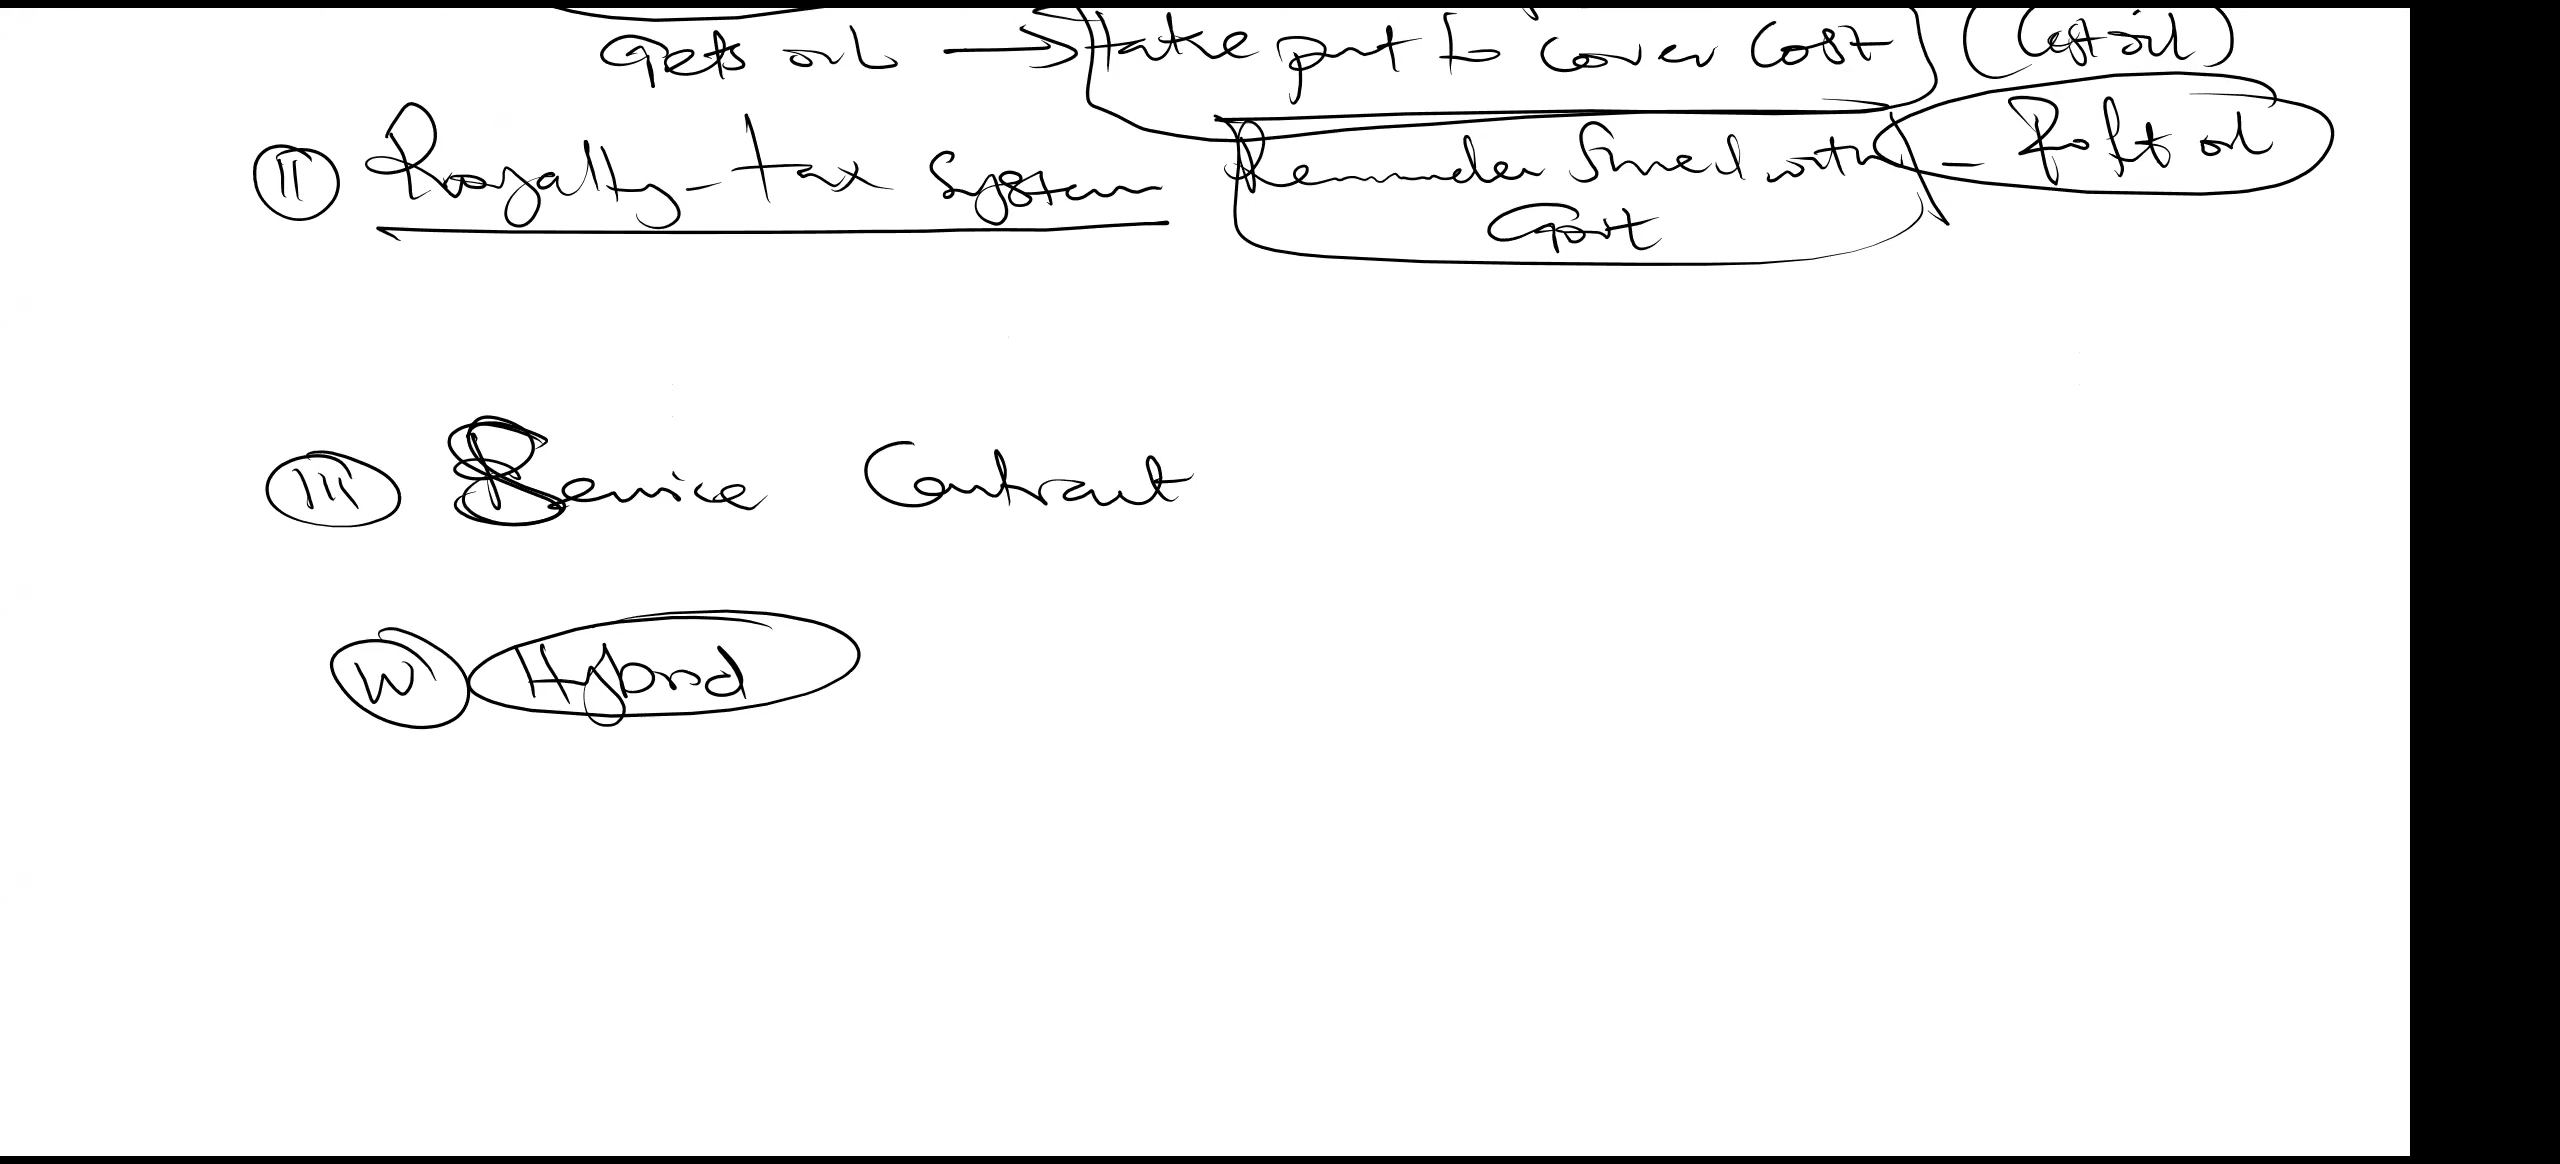 Gets oil → take part to cover cost (Cost oil)
II Royalty-tax system
Remainder shared with - Profit oil
Govt
III Service Contract
IV Hybrid